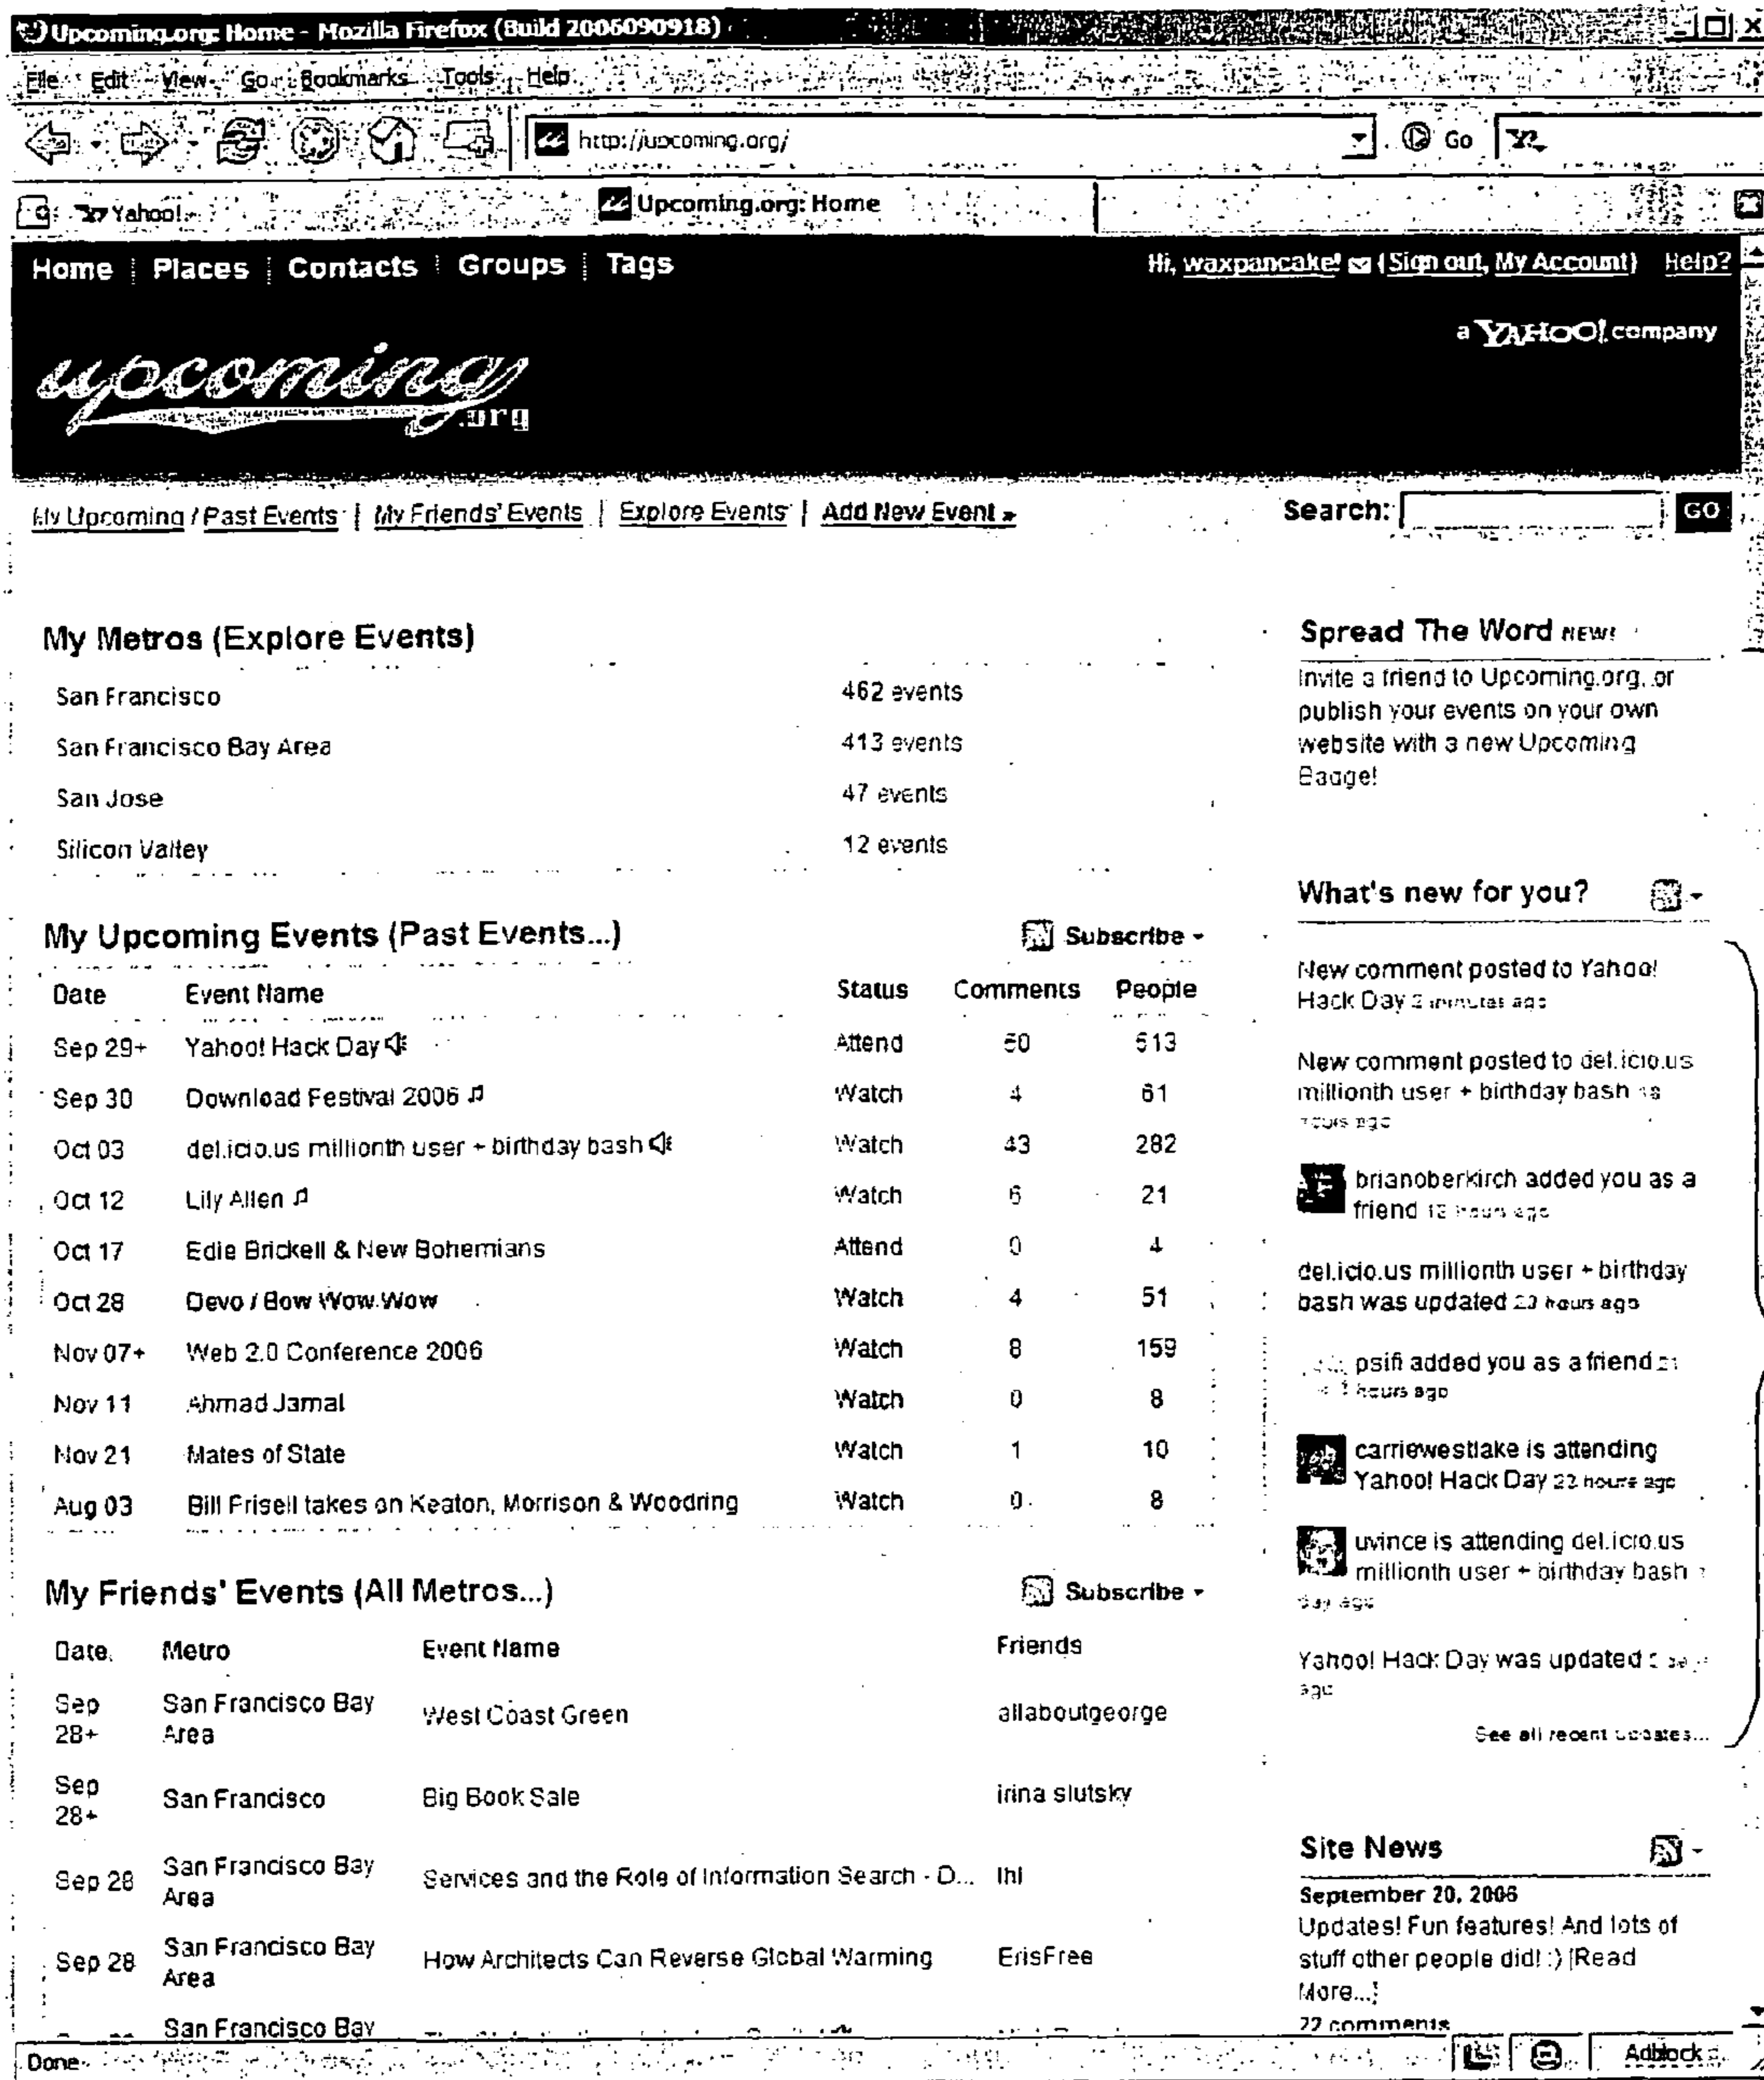 Upcoming.org: Home - Mozilla Firefox (Build 2006090918)
File Edit View Go Bookmarks Tools Help
http://upcoming.org/ Go
Yahoo! Upcoming.org: Home
Home | Places | Contacts | Groups | Tags Hi, waxpancake! (Sign out, My Account) Help?
a YAHOO! company
upcoming.org
My Upcoming / Past Events | My Friends' Events | Explore Events | Add New Event » Search: GO
My Metros (Explore Events)
San Francisco 462 events
San Francisco Bay Area 413 events
San Jose 47 events
Silicon Valley 12 events
My Upcoming Events (Past Events...) Subscribe
Date Event Name Status Comments People
Sep 29+ Yahoo! Hack Day Attend 513
Sep 30 Download Festival 2006 Watch 4 61
Oct 03 del.icio.us millionth user + birthday bash Watch 43 282
Oct 12 Lily Allen Watch 6 21
Oct 17 Edie Brickell & New Bohemians Attend 0 4
Oct 28 Devo / Bow Wow Wow Watch 4 51
Nov 07+ Web 2.0 Conference 2006 Watch 8 159
Nov 11 Ahmad Jamal Watch 0 8
Nov 21 Mates of State Watch 1 10
Aug 03 Bill Frisell takes on Keaton, Morrison & Woodring Watch 0 8
My Friends' Events (All Metros...) Subscribe
Date Metro Event Name Friends
Sep
28+
San Francisco Bay
Area
West Coast Green allaboutgeorge
Sep
28+
San Francisco Big Book Sale irina slutsky
Sep 28
San Francisco Bay
Area
Services and the Role of Information Search - D...
Sep 28
San Francisco Bay
Area
How Architects Can Reverse Global Warming ErisFree
San Francisco Bay
Spread The Word NEW!
Invite a friend to Upcoming.org, or
publish your events on your own
website with a new Upcoming
Badge!
What's new for you?
New comment posted to Yahoo!
Hack Day 2 minutes ago
New comment posted to del.icio.us
millionth user + birthday bash
hours ago
brianoberkirch added you as a
friend hours ago
del.icio.us millionth user + birthday
bash was updated hours ago
psifi added you as a friend 21
hours ago
carriewestlake is attending
Yahoo! Hack Day 22 hours ago
uvince is attending del.icio.us
millionth user + birthday bash
day ago
Yahoo! Hack Day was updated
ago
See all recent updates...
Site News
September 20, 2006
Updates! Fun features! And lots of
stuff other people did! :) [Read
More...]
22 comments
Done Adblock